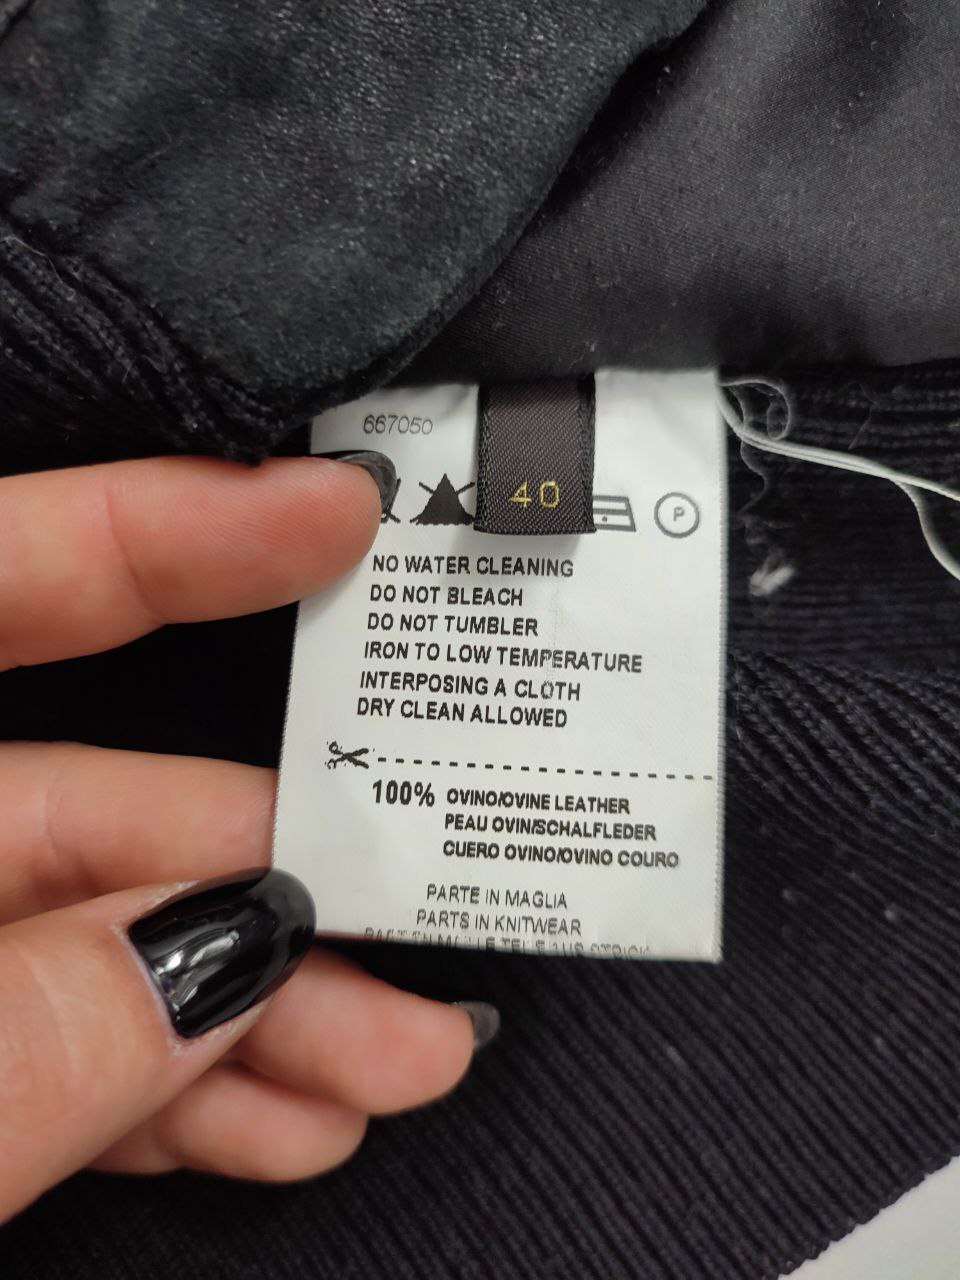 667050
40
P
NO WATER CLEANING
DO NOT BLEACH
DO NOT TUMBLER
IRON TO LOW TEMPERATURE
INTERPOSING A CLOTH
DRY CLEAN ALLOWED
100% OVINO/OVINE LEATHER
PEAU OVIN/SCHALFLEDER
CUERO OVINO/OVINO COURO
PARTE IN MAGLIA
PARTS IN KNITWEAR